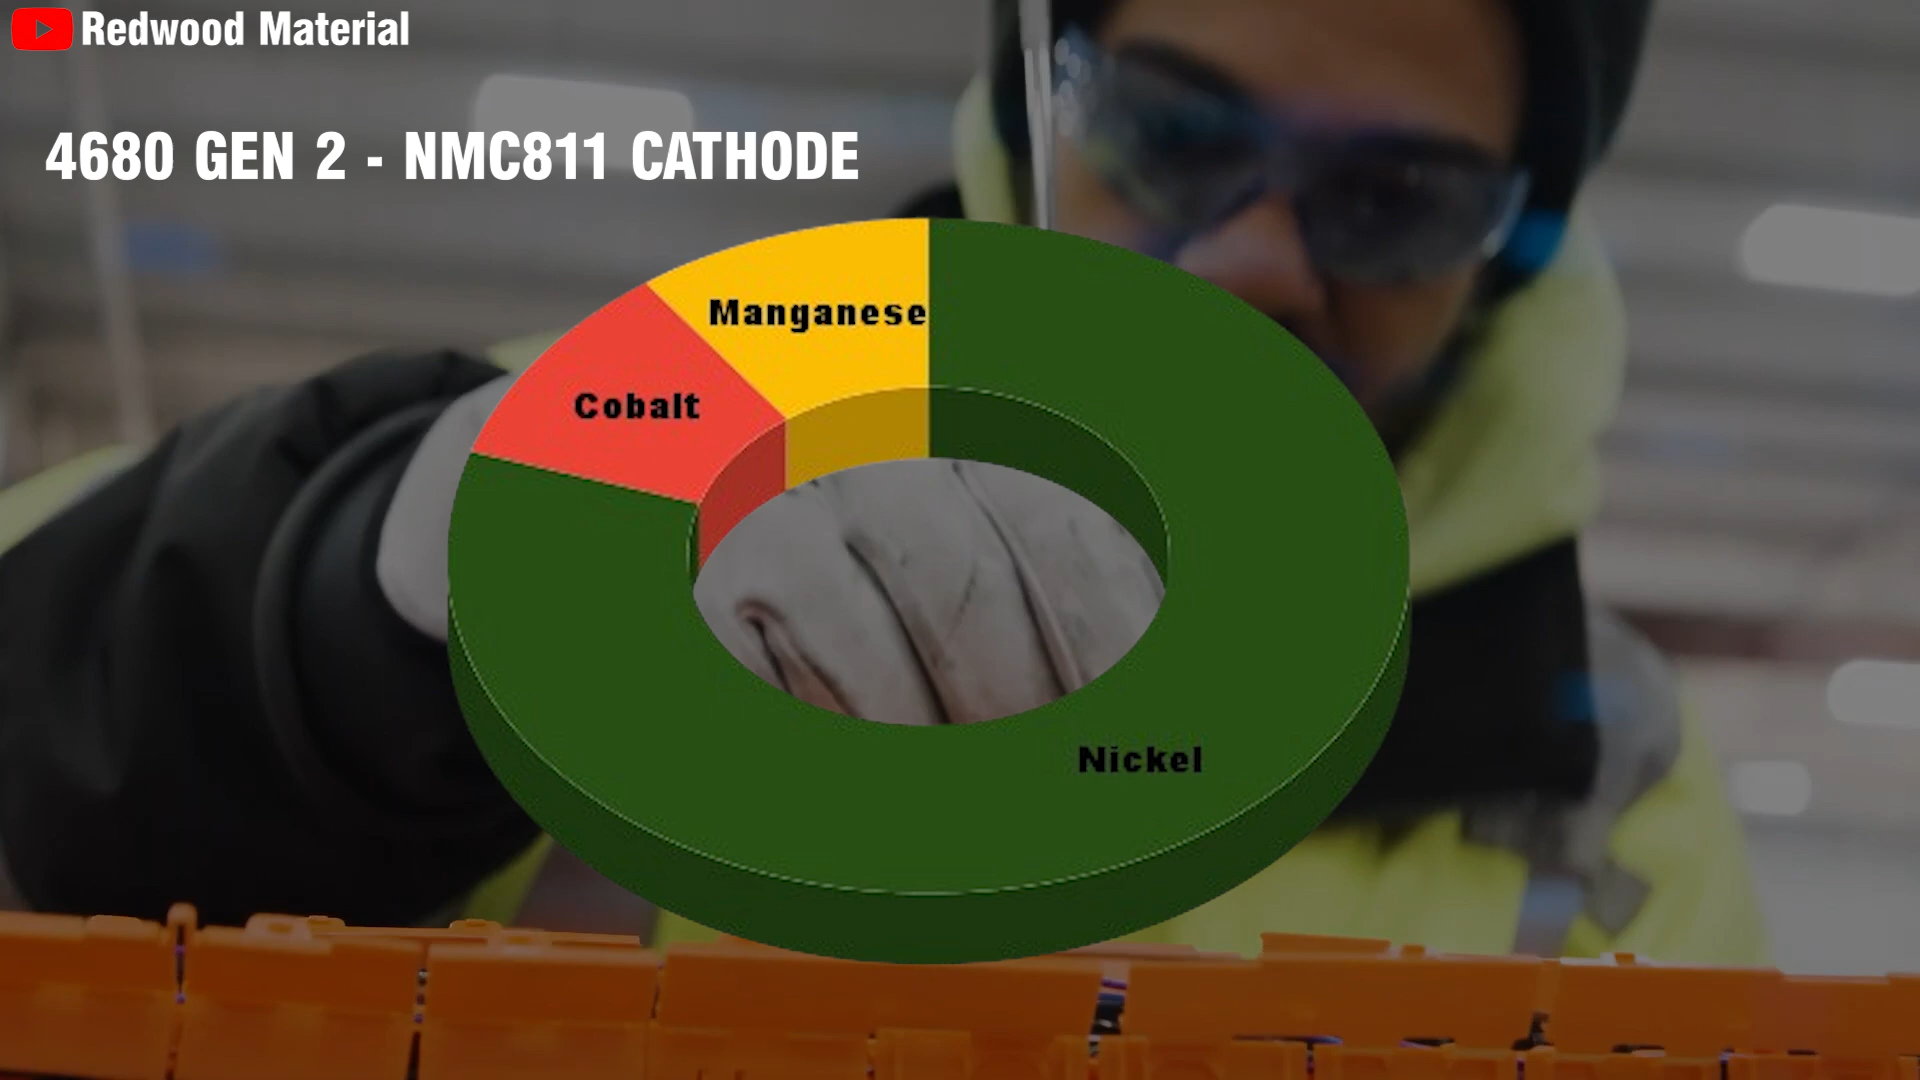 Redwood Material
4680 GEN 2 - NMC811 CATHODE
Manganese
Cobalt
Nickel